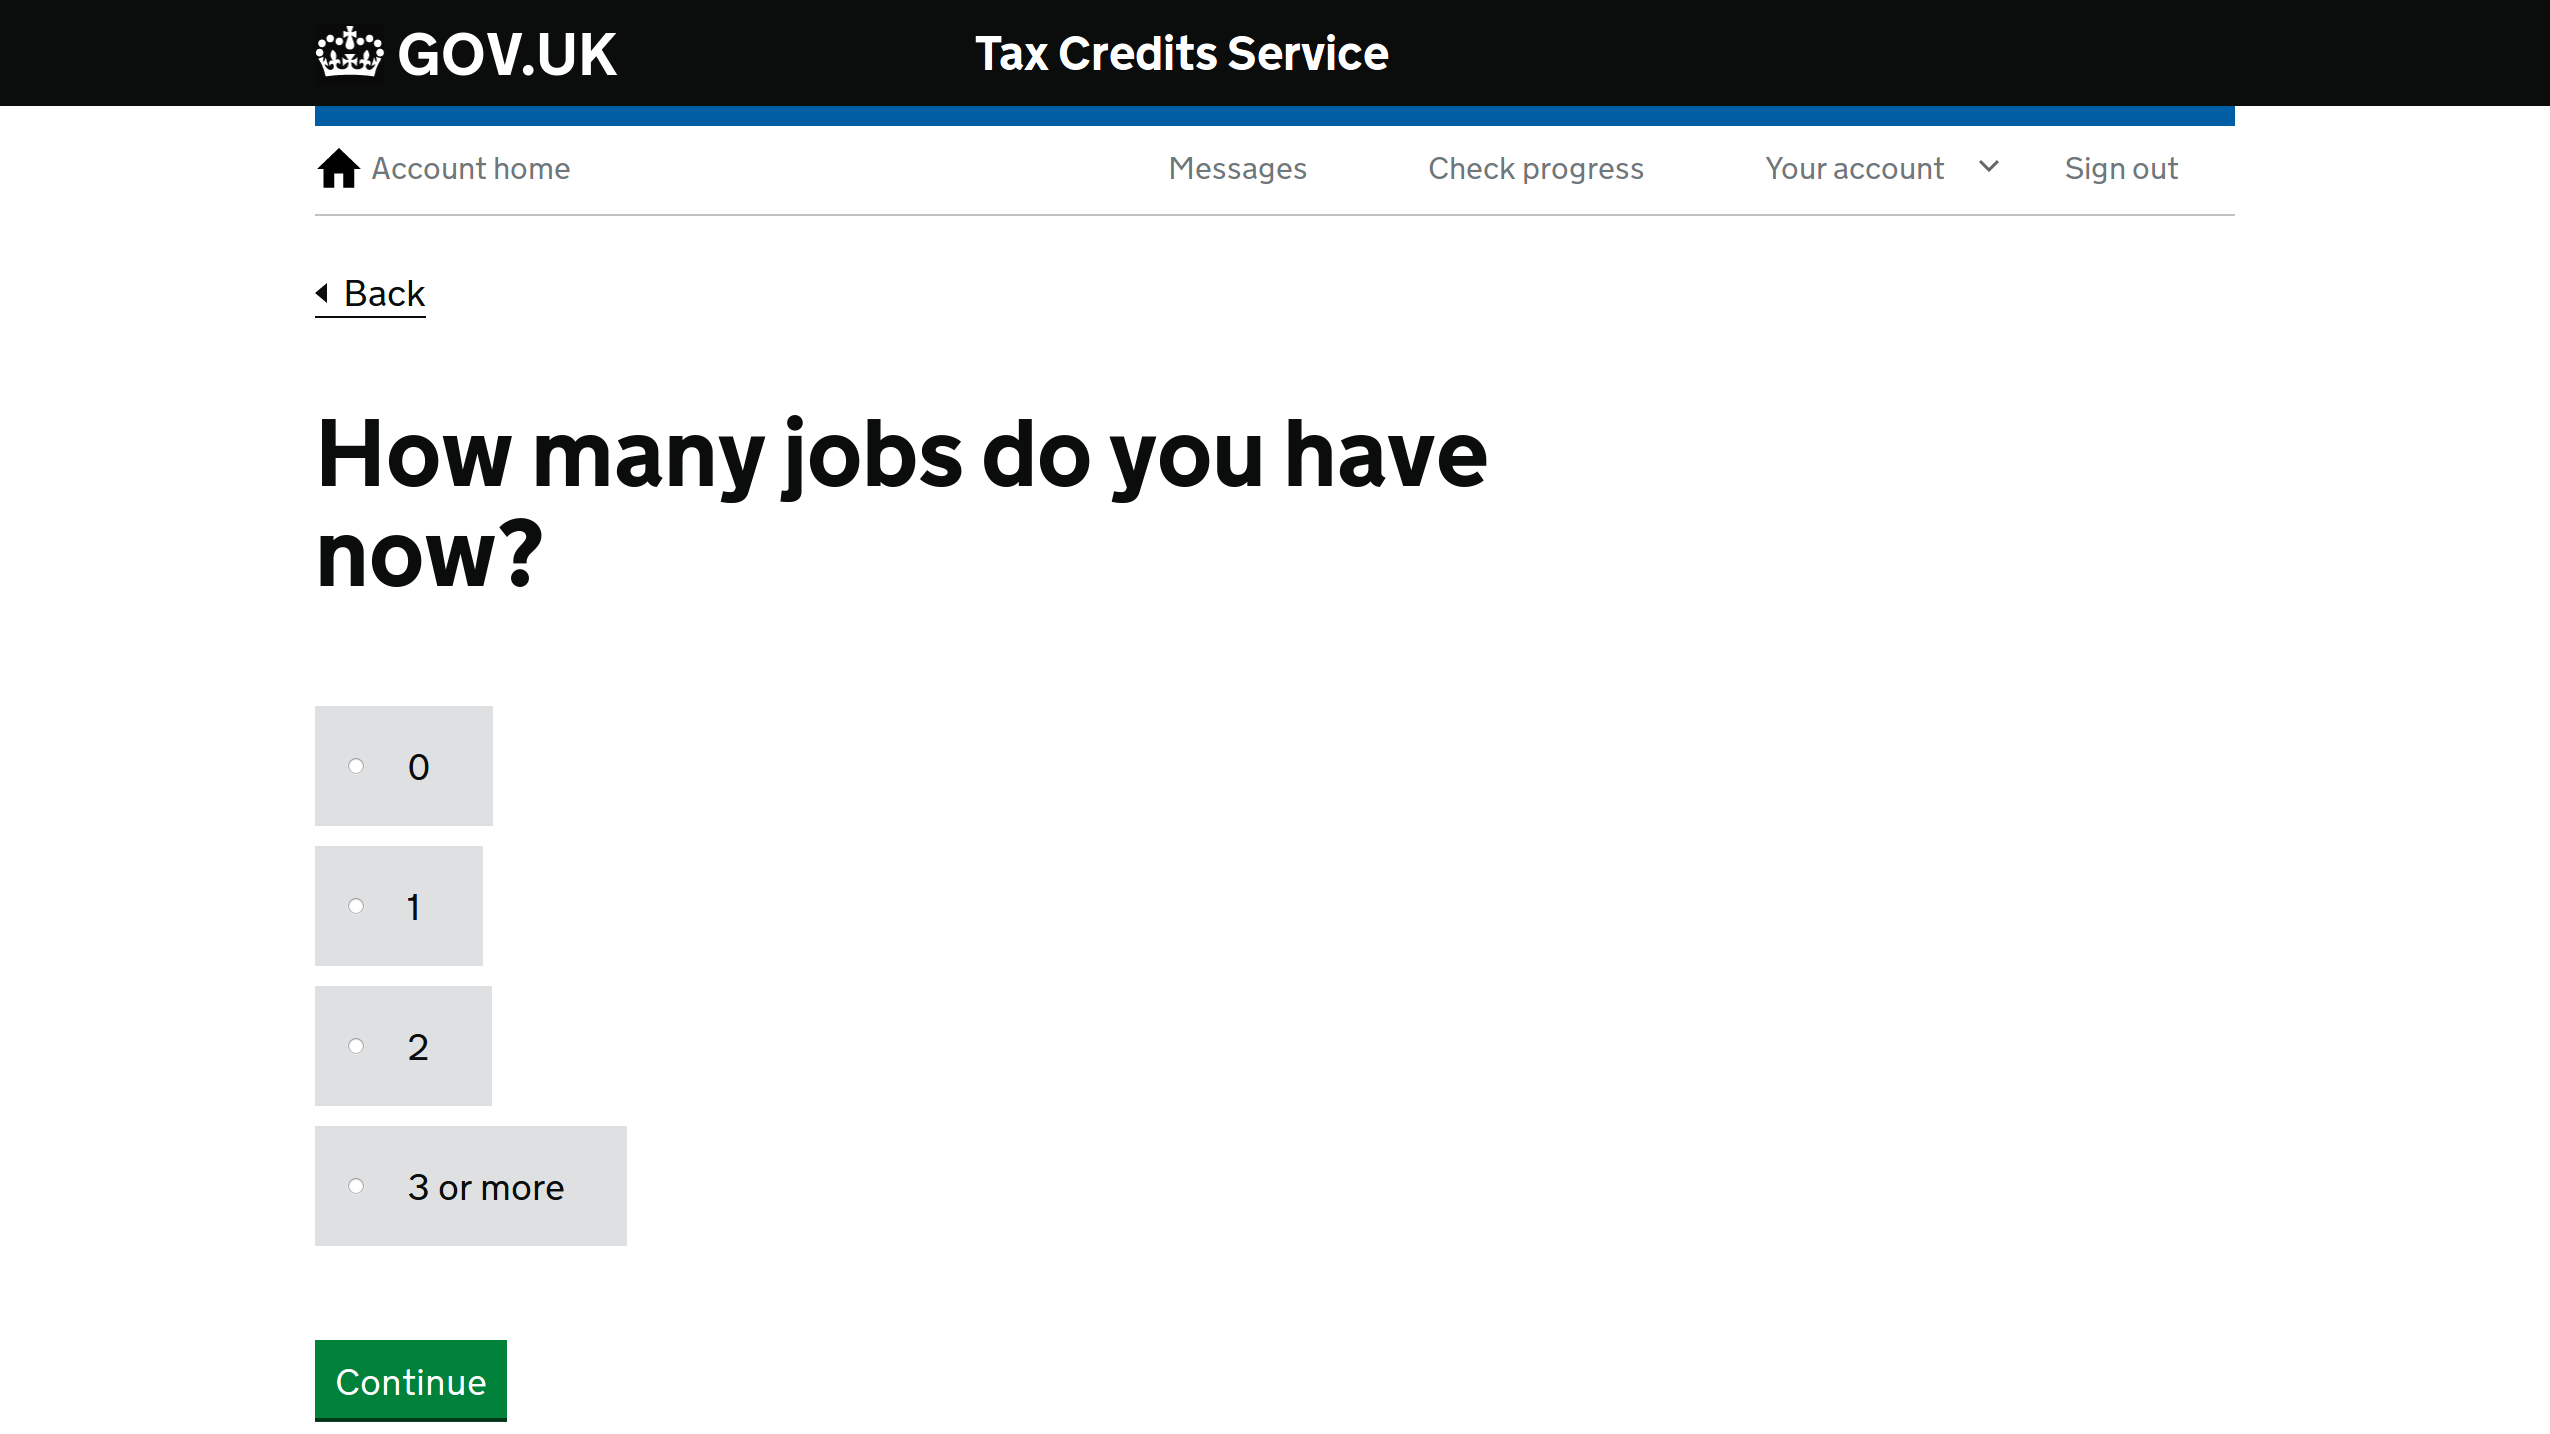 GOV.UK
Tax Credits Service
Account home
Messages
Check progress
Your account
Sign out
Back
How many jobs do you have
now?
0
1
2
3 or more
Continue